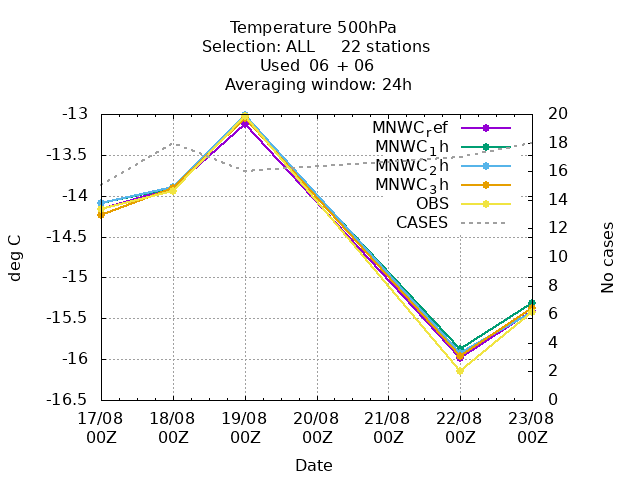 Temperature 500hPa
Selection: ALL     22 stations
Used  06 + 06
Averaging window: 24h
-13
-13.5
-14
-14.5
-15
-15.5
-16
-16.5
deg C
20
18
16
14
12
10
8
6
4
2
0
No cases
MNWC_ref
MNWC_1h
MNWC_2h
MNWC_3h
OBS
CASES
17/08 18/08 19/08 20/08 21/08 22/08 23/08
00Z 00Z 00Z 00Z 00Z 00Z 00Z
Date